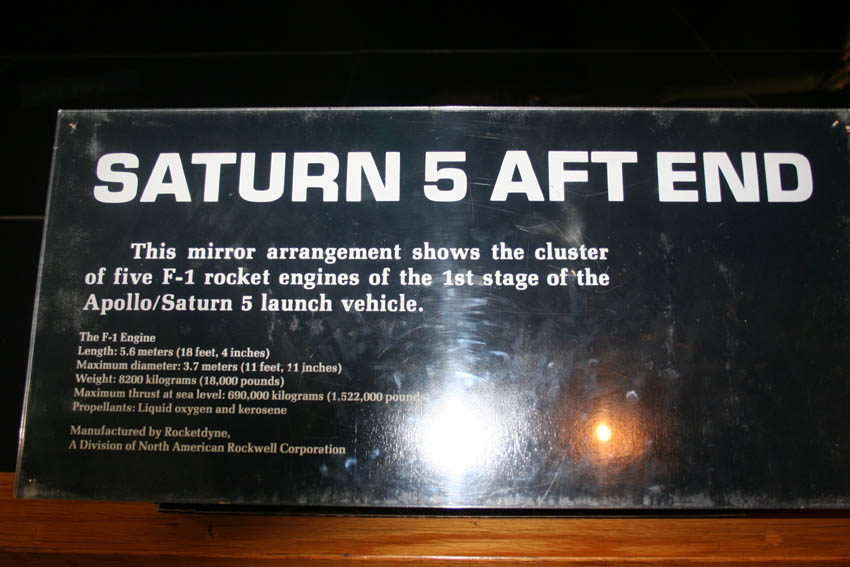 SATURN 5 AFT END
This mirror arrangement shows the cluster
of five F-1 rocket engines of the 1st stage of the
Apollo/Saturn 5 launch vehicle.
The F-1 Engine
Length: 5.6 meters (18 feet, 4 inches)
Maximum diameter: 3.7 meters (11 feet, 11 inches)
Weight: 8200 kilograms (18,000 pounds)
Maximum thrust at sea level: 690,000 kilograms (1,522,000 pound
Propellants: Liquid oxygen and kerosene
Manufactured by Rocketdyne,
A Division of North American Rockwell Corporation